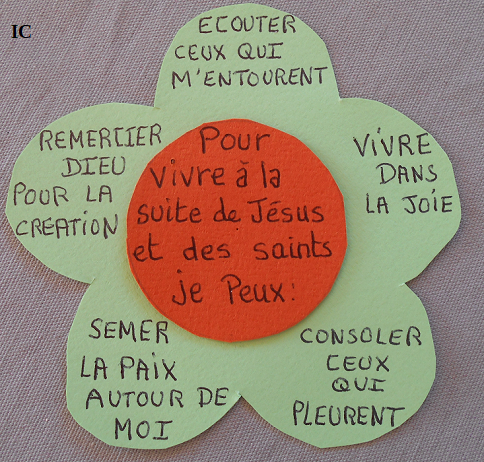 IC
ECOUTER
CEUX QUI
M'ENTOURENT
REMERCIER
DIEU
POUR LA
CREATION
Pour
vivre à la
suite de Jésus
et des saints
je Peux:
VIVRE
DANS
LA JOIE
SEMER
LA PAIX
AUTOUR DE
MOI
CONSOLER
CEUX
QUI
PLEURENT